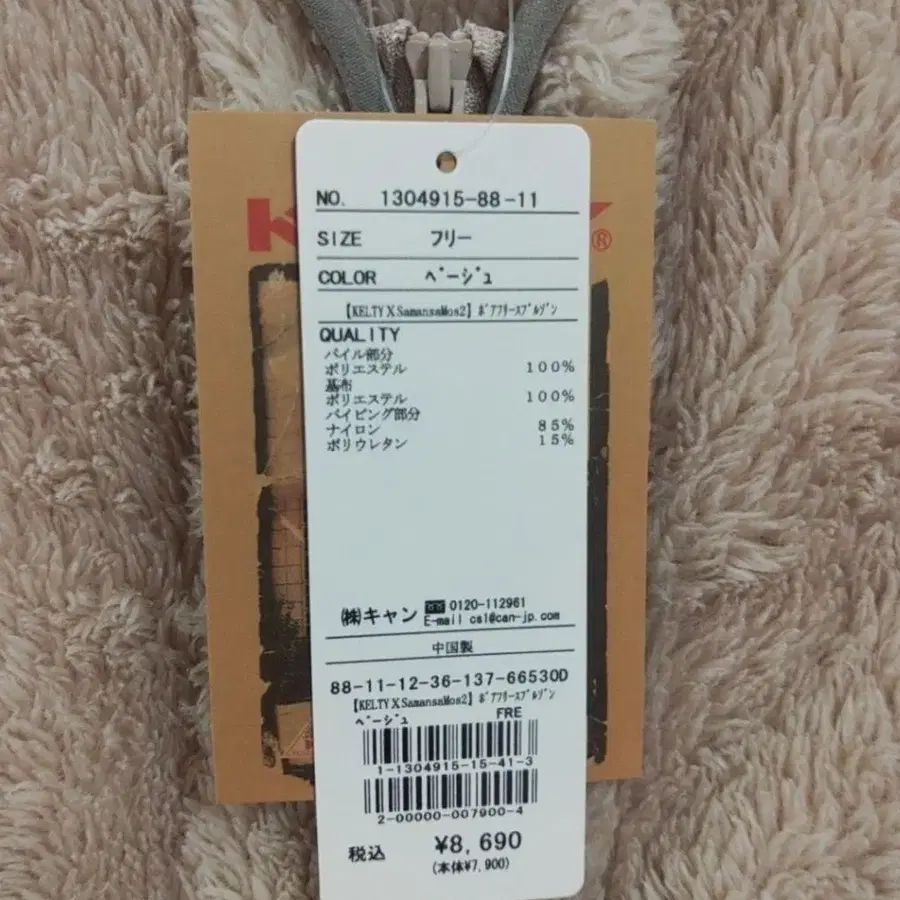 K Y®
NO. 1304915-88-11
SIZE フリー
COLOR ベージュ
【KELTY X SamansaMos2】ボアフリースブルゾン
QUALITY
パイル部分
ポリエステル 100%
基布
ポリエステル 100%
パイピング部分
ナイロン 85%
ポリウレタン 15%
㈱キャン 0120-112961
E-mail csl@can-jp.com
中国製
88-11-12-36-137-66530D
【KELTY X SamansaMos2】ボアフリースブルゾン
ベージュ FRE
1-1304915-15-41-3
2-00000-007900-4
税込 ¥8,690
(本体¥7,900)